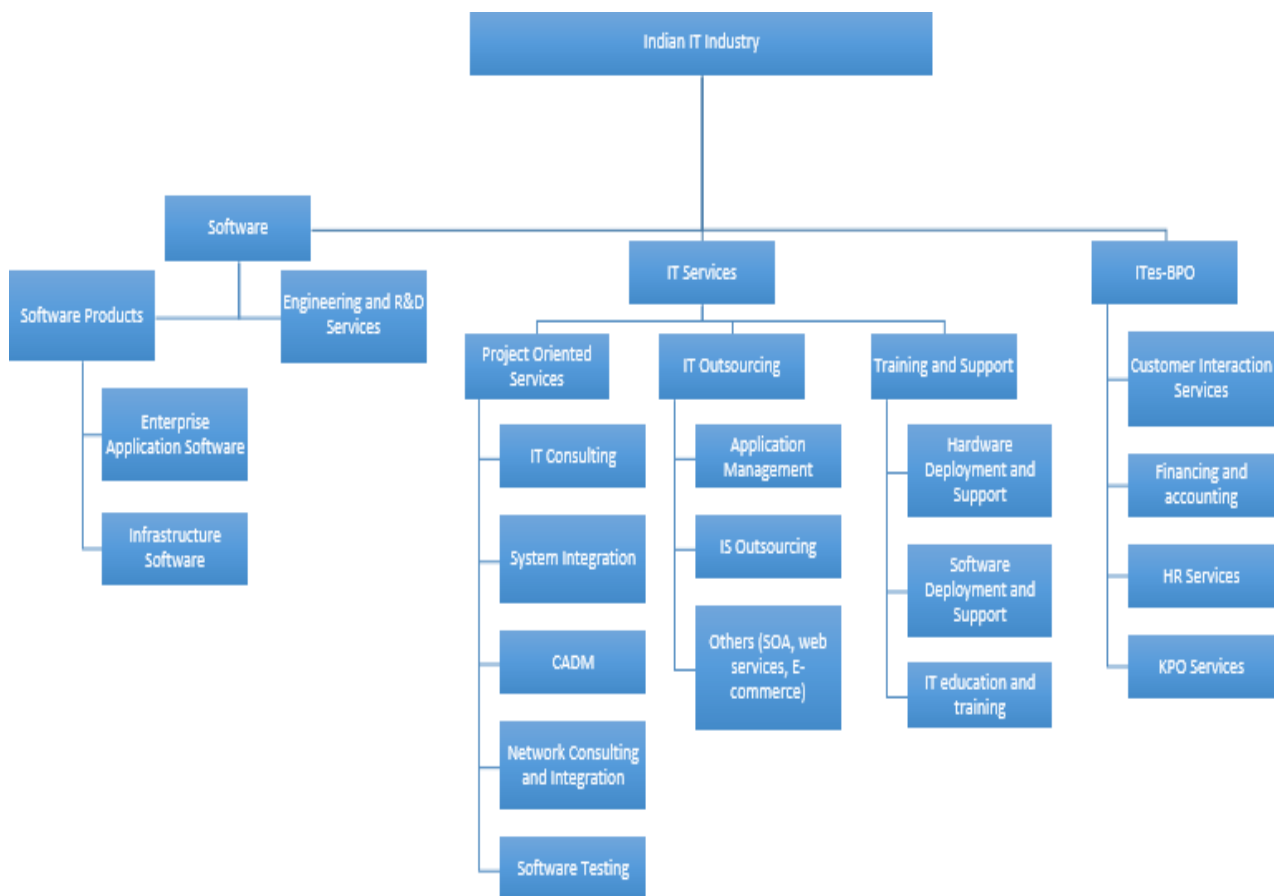 Indian IT Industry
Software
IT Services
ITes-BPO
Software Products
Engineering and R&D
Services
Project Oriented
Services
IT Outsourcing
Training and Support
Customer Interaction
Services
Enterprise
Application Software
IT Consulting
Application
Management
Hardware
Deployment and
Support
Financing and
accounting
Infrastructure
Software
System Integration
IS Outsourcing
Software
Deployment and
Support
HR Services
CADM
Others (SOA, web
services, E-
commerce)
IT education and
training
KPO Services
Network Consulting
and Integration
Software Testing